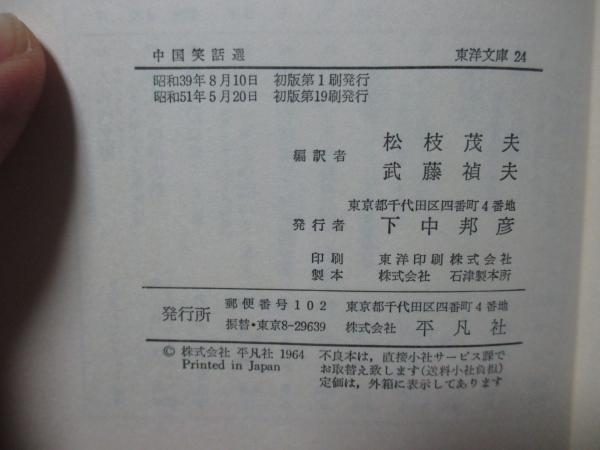 中国笑話選 東洋文庫 24
昭和39年8月10日 初版第1刷発行
昭和51年5月20日 初版第19刷発行
編訳者 松枝茂夫
武藤禎夫
東京都千代田区四番町4番地
発行者 下中邦彦
印刷 東洋印刷株式会社
製本 株式会社 石津製本所
発行所 郵便番号102 東京都千代田区四番町4番地
振替・東京8-29639 株式会社 平凡社
© 株式会社 平凡社 1964 不良本は,直接小社サービス課で
Printed in Japan お取替え致します(送料小社負担)
定価は,外箱に表示してあります